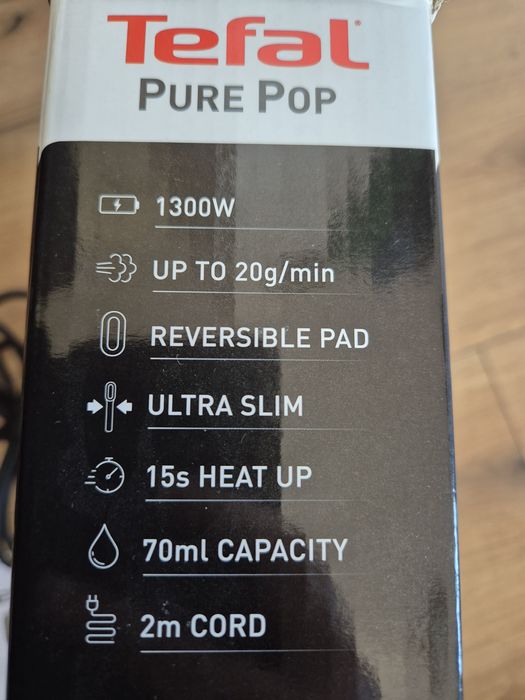 Tefal
PURE POP
1300W
UP TO 20g/min
REVERSIBLE PAD
ULTRA SLIM
15s HEAT UP
70ml CAPACITY
2m CORD